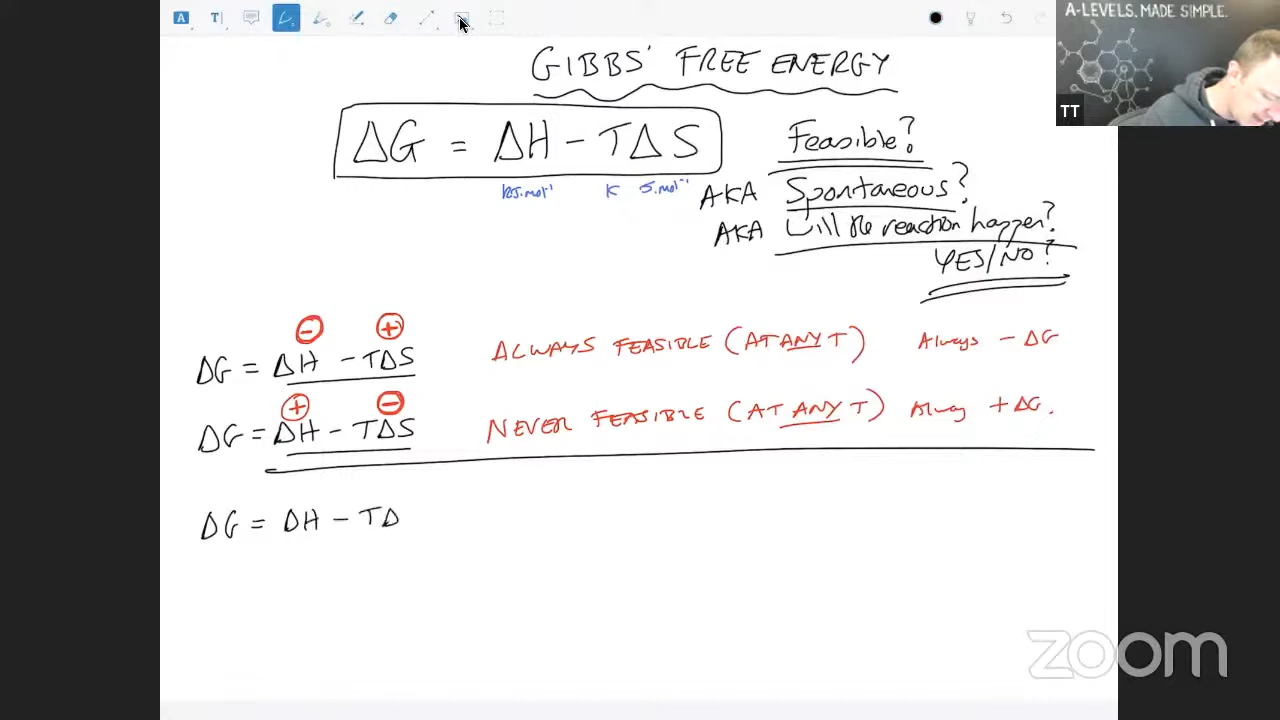 A-LEVELS. MADE SIMPLE.
TT
GIBBS' FREE ENERGY
ΔG = ΔH - TΔS
kJ.mol⁻¹ K J.mol⁻¹
Feasible?
AKA Spontaneous?
AKA Will the reaction happen?
YES/NO?
- +
ΔG = ΔH - TΔS ALWAYS FEASIBLE (AT ANY T) Always - ΔG
+ -
ΔG = ΔH - TΔS NEVER FEASIBLE (AT ANY T) Alway + ΔG.
ΔG = ΔH - TΔ
zoom